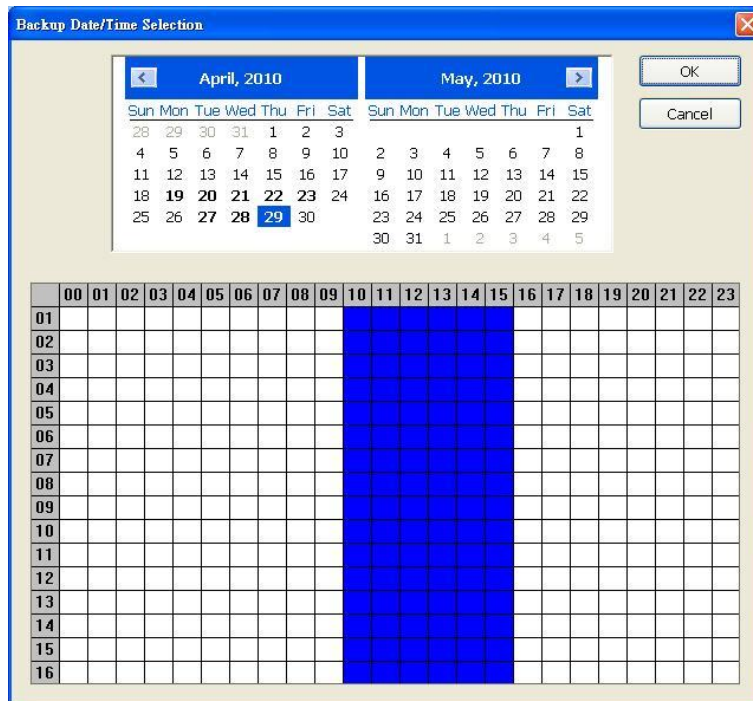 Backup Date/Time Selection
April, 2010 May, 2010 OK
Sun Mon Tue Wed Thu Fri Sat Sun Mon Tue Wed Thu Fri Sat Cancel
28 29 30 31 1 2 3 1
4 5 6 7 8 9 10 2 3 4 5 6 7 8
11 12 13 14 15 16 17 9 10 11 12 13 14 15
18 19 20 21 22 23 24 16 17 18 19 20 21 22
25 26 27 28 29 30 23 24 25 26 27 28 29
30 31 1 2 3 4 5
00 01 02 03 04 05 06 07 08 09 10 11 12 13 14 15 16 17 18 19 20 21 22 23
01
02
03
04
05
06
07
08
09
10
11
12
13
14
15
16